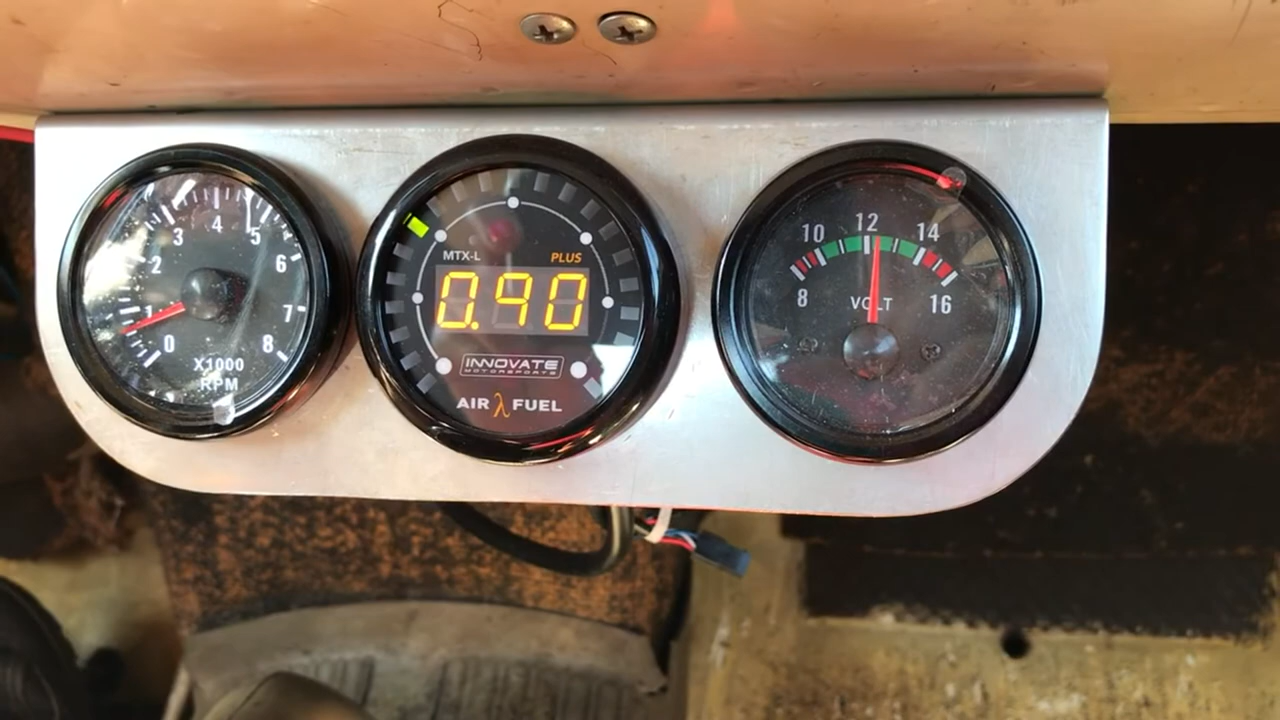 0 1 2 3 4 5 6 7 8
X1000
RPM
MTX-L PLUS
0.90
INNOVATE
MOTORSPORTS
AIR λ FUEL
8 10 12 14 16
VOLT